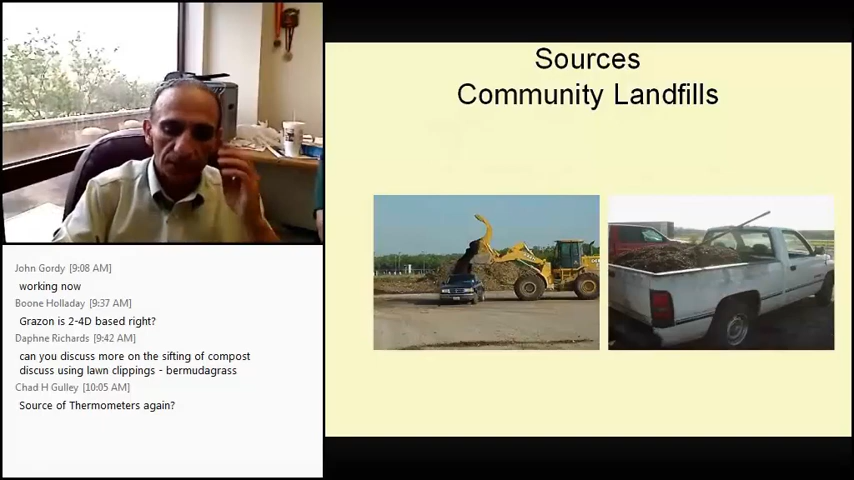 Sources
Community Landfills
John Gordy [9:08 AM]
working now
Boone Holladay [9:37 AM]
Grazon is 2-4D based right?
Daphne Richards [9:42 AM]
can you discuss more on the sifting of compost
discuss using lawn clippings - bermudagrass
Chad H Gulley [10:05 AM]
Source of Thermometers again?